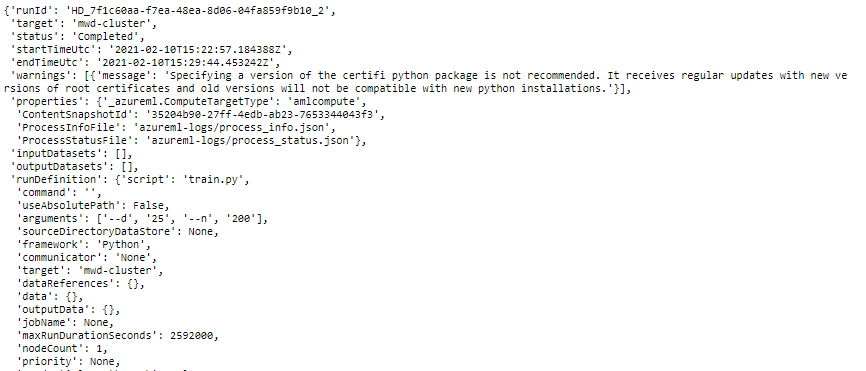 {'runId': 'HD_7f1c60aa-f7ea-48ea-8d06-04fa859f9b10_2',
'target': 'mwd-cluster',
'status': 'Completed',
'startTimeUtc': '2021-02-10T15:22:57.184388Z',
'endTimeUtc': '2021-02-10T15:29:44.453242Z',
'warnings': [{'message': 'Specifying a version of the certifi python package is not recommended. It receives regular updates with new ve
rsions of root certificates and old versions will not be compatible with new python installations.'}],
'properties': {'_azureml.ComputeTargetType': 'amlcompute',
'ContentSnapshotId': '35204b90-27ff-4edb-ab23-7653344043f3',
'ProcessInfoFile': 'azureml-logs/process_info.json',
'ProcessStatusFile': 'azureml-logs/process_status.json'},
'inputDatasets': [],
'outputDatasets': [],
'runDefinition': {'script': 'train.py',
'command': '',
'useAbsolutePath': False,
'arguments': ['--d', '25', '--n', '200'],
'sourceDirectoryDataStore': None,
'framework': 'Python',
'communicator': 'None',
'target': 'mwd-cluster',
'dataReferences': {},
'data': {},
'outputData': {},
'jobName': None,
'maxRunDurationSeconds': 2592000,
'nodeCount': 1,
'priority': None,